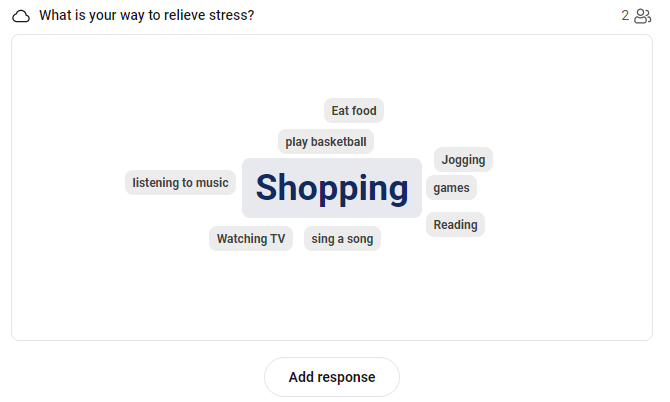 What is your way to relieve stress?
2
Eat food
play basketball
Jogging
listening to music
Shopping
games
Reading
Watching TV
sing a song
Add response